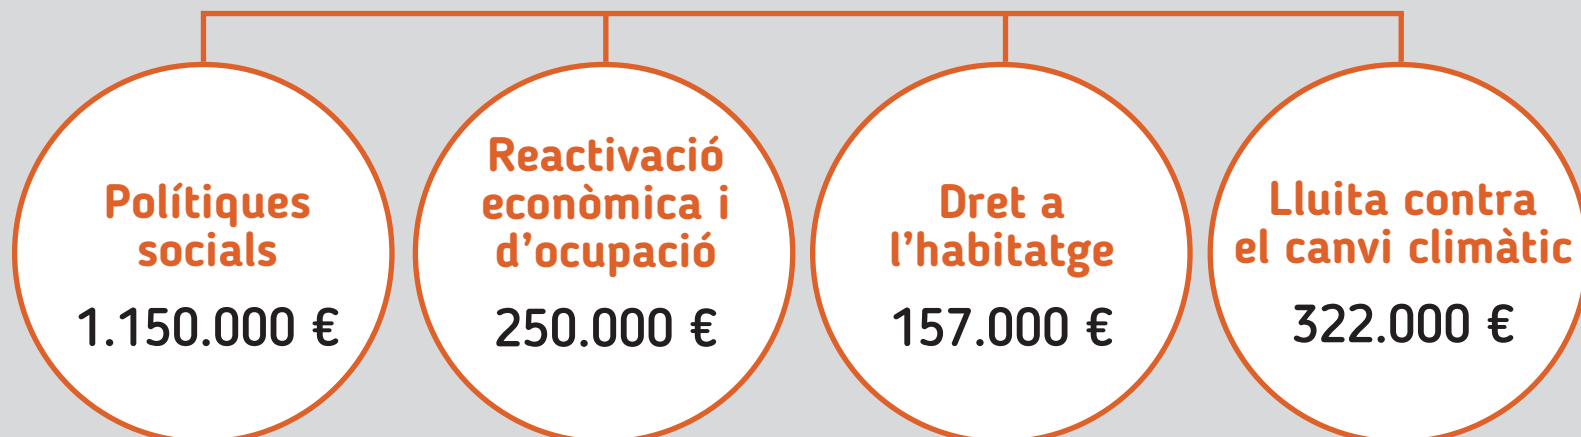 Polítiques
socials
1.150.000 €
Reactivació
econòmica i
d’ocupació
250.000 €
Dret a
l’habitatge
157.000 €
Lluita contra
el canvi climàtic
322.000 €